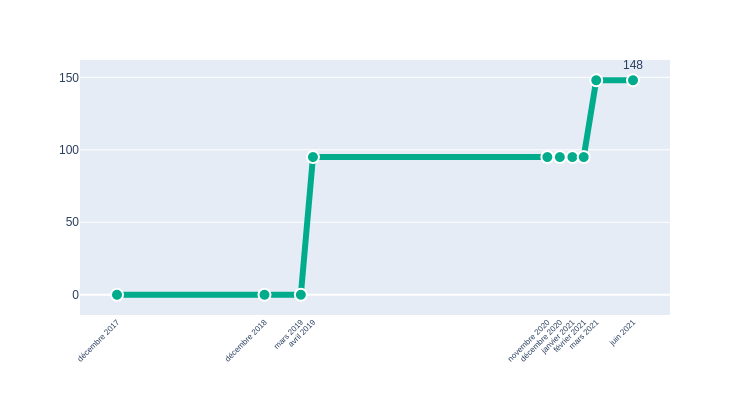 148
150
100
50
0
décembre 2017
décembre 2018
mars 2019
avril 2019
novembre 2020
décembre 2020
janvier 2021
février 2021
mars 2021
juin 2021